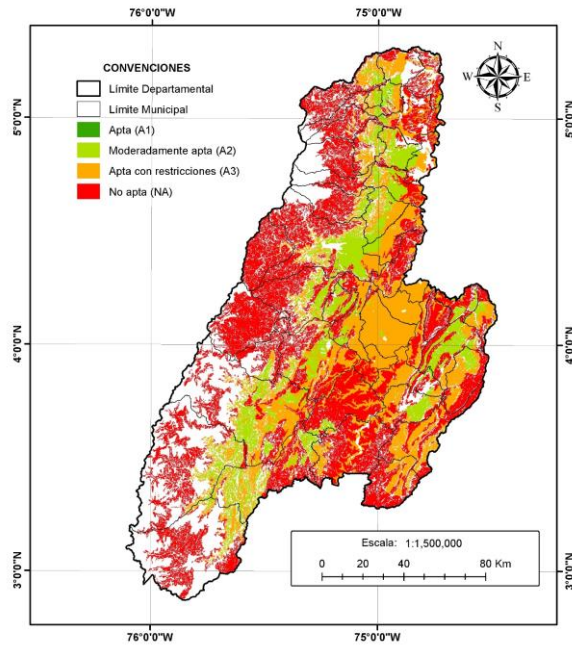 76°0'0"W 75°0'0"W
CONVENCIONES
Límite Departamental
Límite Municipal
Apta (A1)
Moderadamente apta (A2)
Apta con restricciones (A3)
No apta (NA)
N
W E
S
5°0'0"N 5°0'0"N
4°0'0"N 4°0'0"N
3°0'0"N 3°0'0"N
Escala: 1:1,500,000
0 20 40 80 Km
76°0'0"W 75°0'0"W